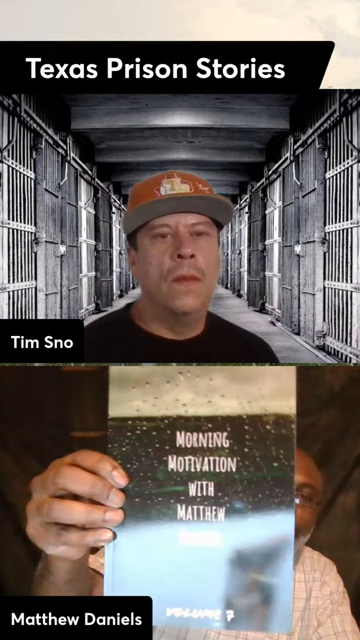 Texas Prison Stories
Tim Sno
MORNING
MOTIVATION
WITH
MATTHEW
VOLUME 7
Matthew Daniels